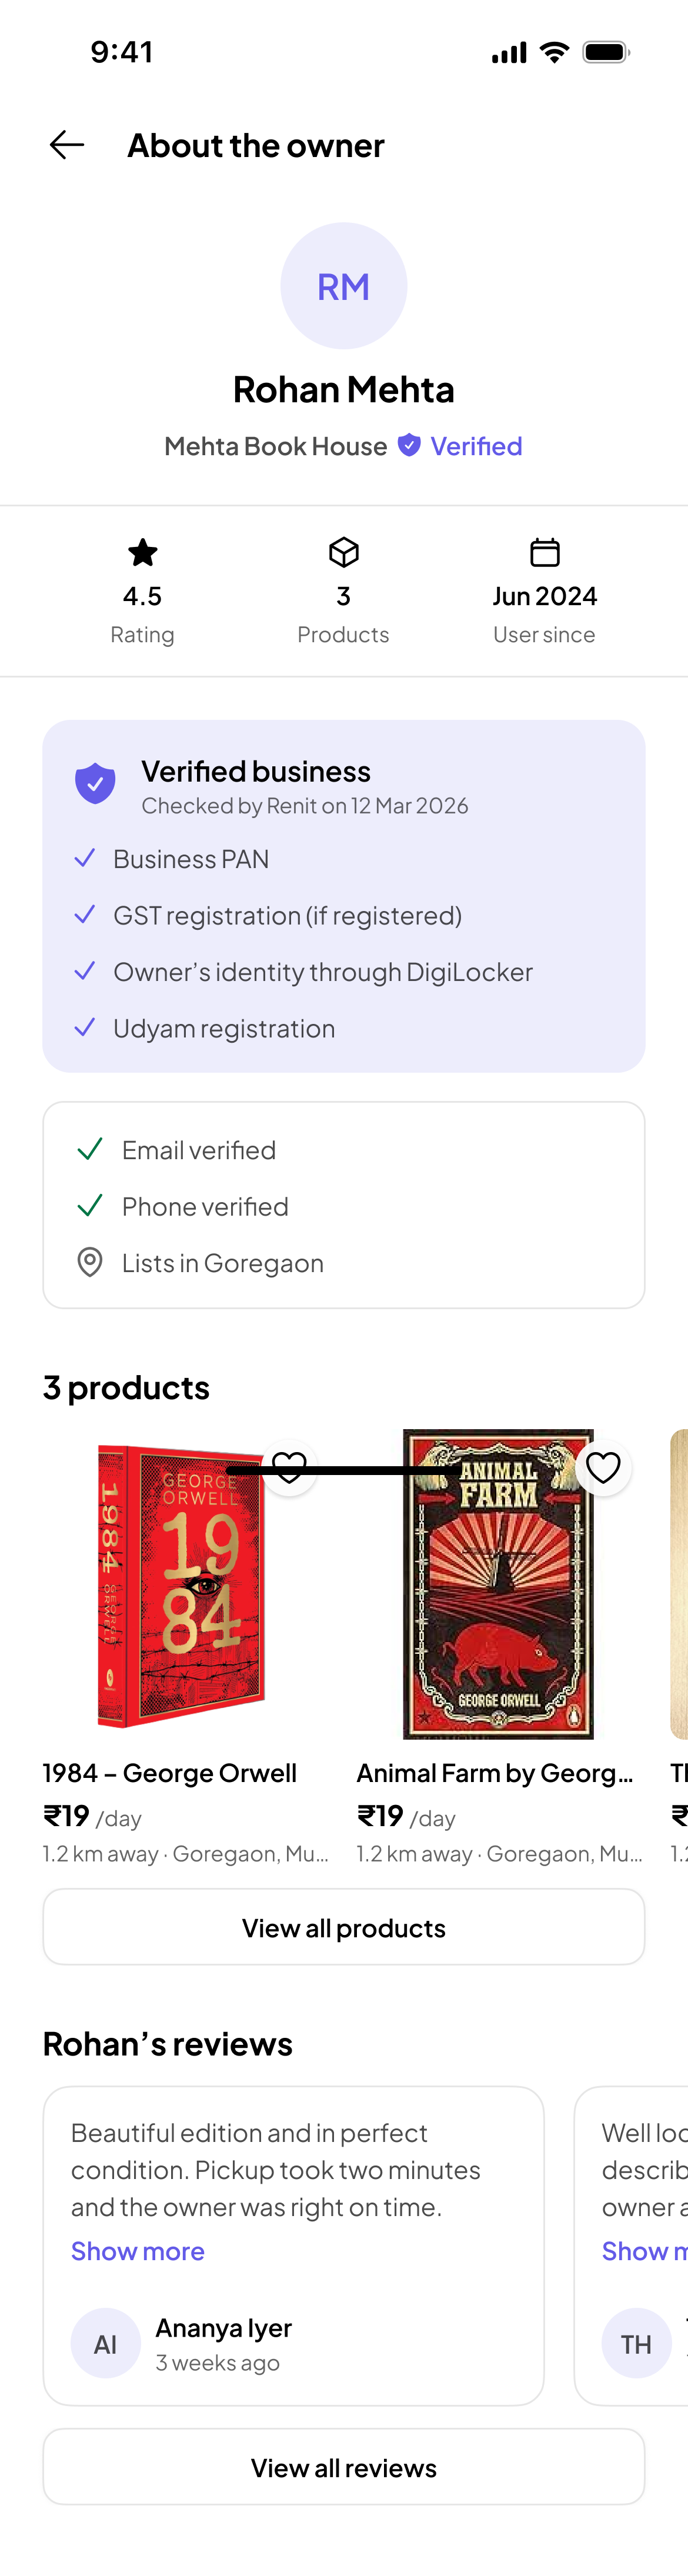 9:41
About the owner
RM
Rohan Mehta
Mehta Book House Verified
4.5
Rating
3
Products
Jun 2024
User since
Verified business
Checked by Renit on 12 Mar 2026
Business PAN
GST registration (if registered)
Owner’s identity through DigiLocker
Udyam registration
Email verified
Phone verified
Lists in Goregaon
3 products
1984
GEORGE
ORWELL
GEORGE
ORWELL
19
84
ANIMAL
FARM
GEORGE ORWELL
1984 – George Orwell
₹19 /day
1.2 km away · Goregaon, Mu...
Animal Farm by Georg...
₹19 /day
1.2 km away · Goregaon, Mu...
View all products
Rohan’s reviews
Beautiful edition and in perfect
condition. Pickup took two minutes
and the owner was right on time.
Show more
AI
Ananya Iyer
3 weeks ago
Well
Show
TH
View all reviews